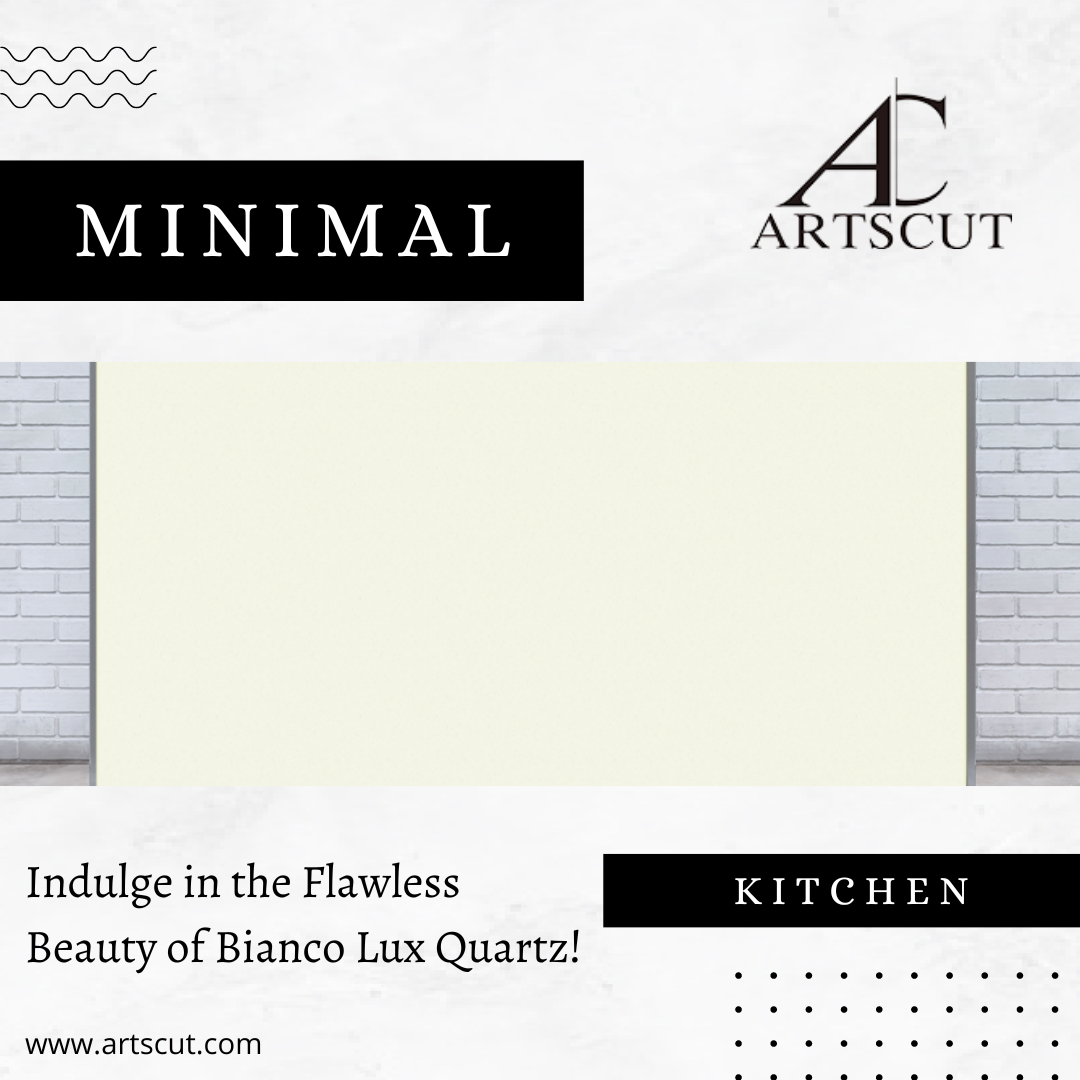 MINIMAL
AC
ARTSCUT
Indulge in the Flawless
Beauty of Bianco Lux Quartz!
KITCHEN
www.artscut.com